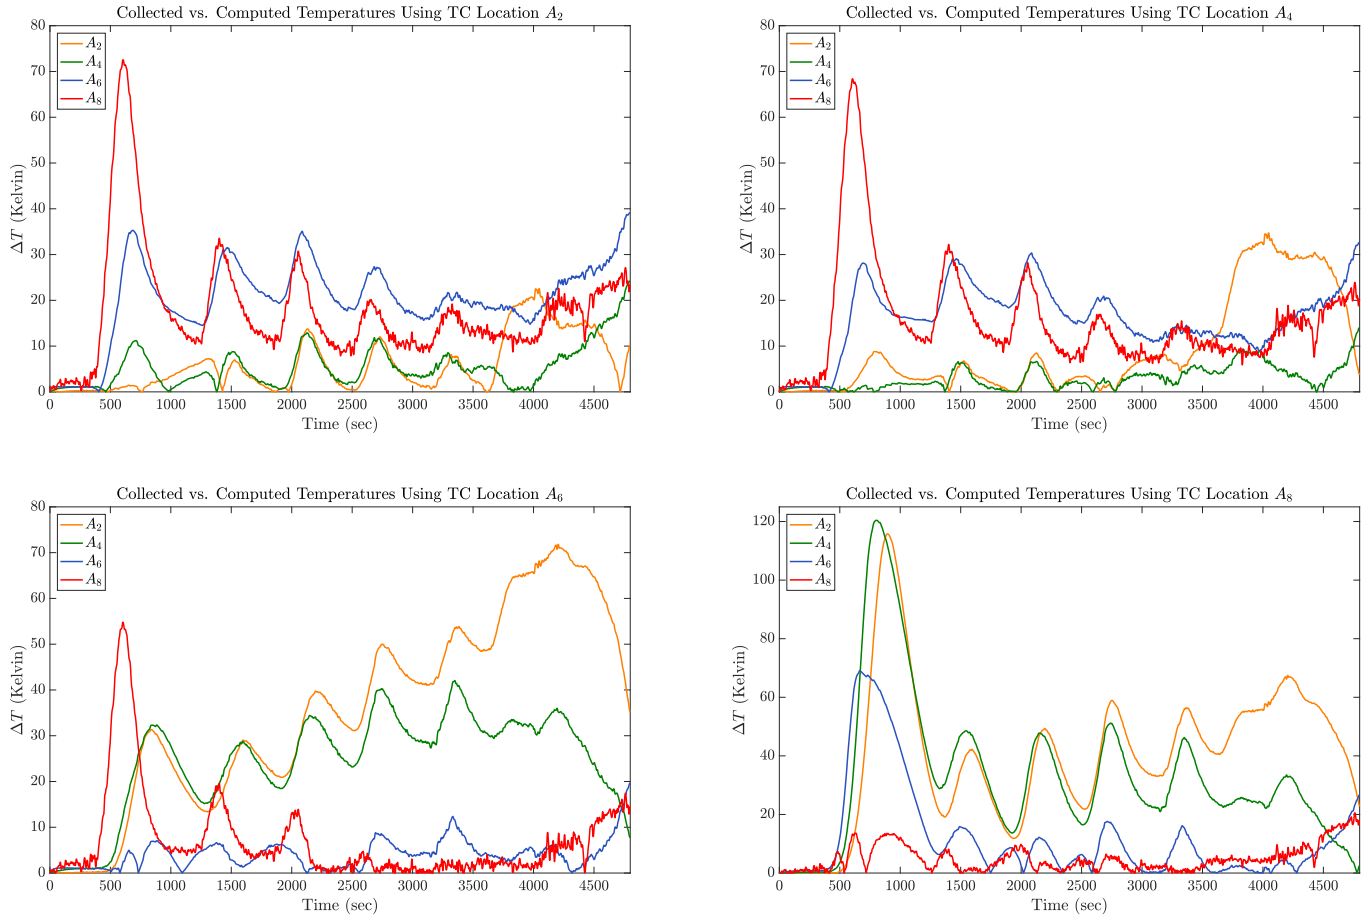 Collected vs. Computed Temperatures Using TC Location A₂
80
70
60
50
40
30
20
10
0
ΔT (Kelvin)
A₂
A₄
A₆
A₈
0 500 1000 1500 2000 2500 3000 3500 4000 4500
Time (sec)
Collected vs. Computed Temperatures Using TC Location A₄
80
70
60
50
40
30
20
10
0
ΔT (Kelvin)
A₂
A₄
A₆
A₈
0 500 1000 1500 2000 2500 3000 3500 4000 4500
Time (sec)
Collected vs. Computed Temperatures Using TC Location A₆
80
70
60
50
40
30
20
10
0
ΔT (Kelvin)
A₂
A₄
A₆
A₈
0 500 1000 1500 2000 2500 3000 3500 4000 4500
Time (sec)
Collected vs. Computed Temperatures Using TC Location A₈
120
100
80
60
40
20
0
ΔT (Kelvin)
A₂
A₄
A₆
A₈
0 500 1000 1500 2000 2500 3000 3500 4000 4500
Time (sec)